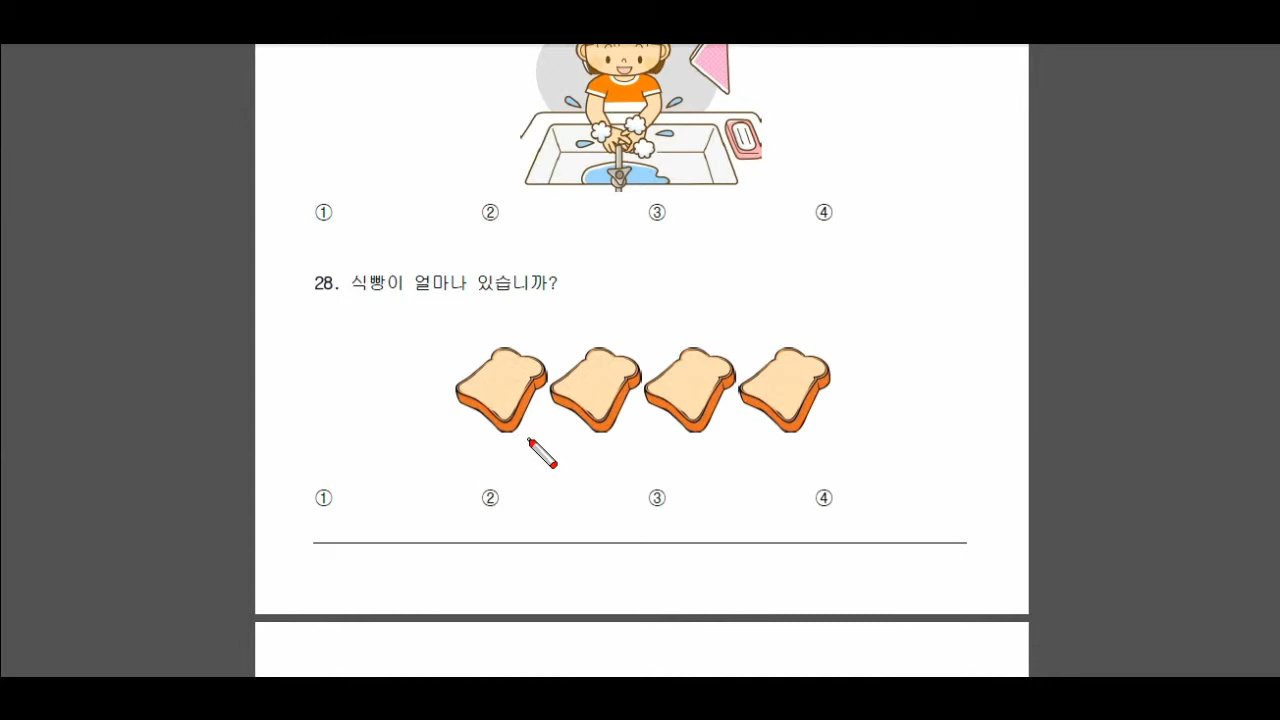 ① ② ③ ④
28. 식빵이 얼마나 있습니까?
① ② ③ ④